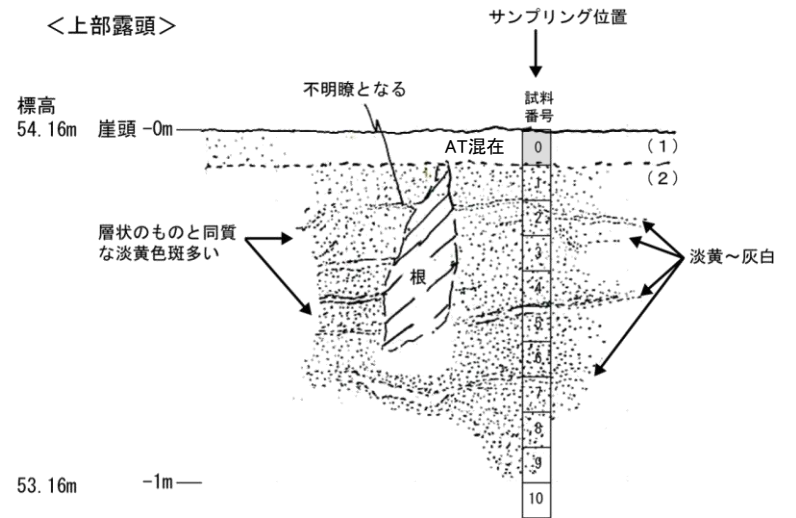 ＜上部露頭＞
サンプリング位置
不明瞭となる
試料
番号
標高
54.16m 崖頭 -0m
AT混在
0
（1）
1
（2）
2
層状のものと同質
な淡黄色斑多い
3
淡黄～灰白
根
4
5
6
7
8
9
53.16m -1m
10